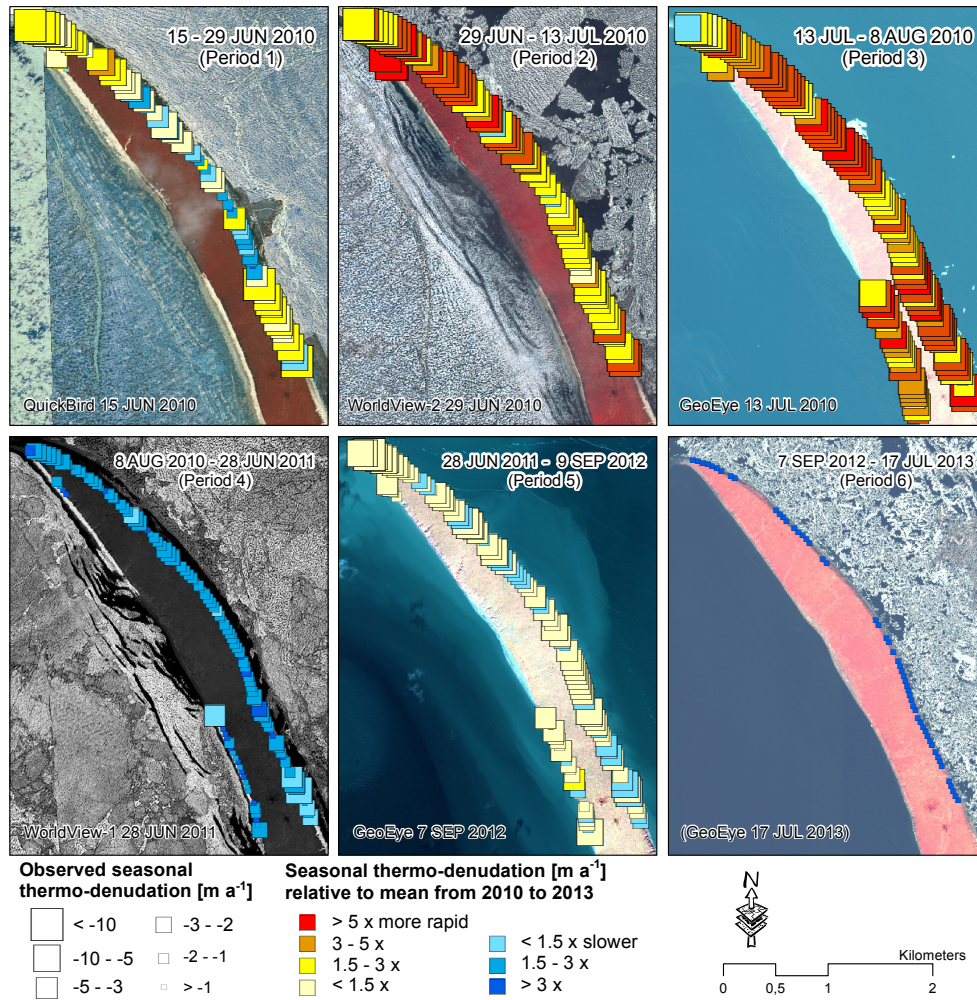 15 - 29 JUN 2010
(Period 1)
QuickBird 15 JUN 2010
29 JUN - 13 JUL 2010
(Period 2)
WorldView-2 29 JUN 2010
13 JUL - 8 AUG 2010
(Period 3)
GeoEye 13 JUL 2010
8 AUG 2010 - 28 JUN 2011
(Period 4)
WorldView-1 28 JUN 2011
28 JUN 2011 - 9 SEP 2012
(Period 5)
GeoEye 7 SEP 2012
7 SEP 2012 - 17 JUL 2013
(Period 6)
(GeoEye 17 JUL 2013)
Observed seasonal
thermo-denudation [m a⁻¹]
< -10
-10 - -5
-5 - -3
-3 - -2
-2 - -1
> -1
Seasonal thermo-denudation [m a⁻¹]
relative to mean from 2010 to 2013
> 5 x more rapid
3 - 5 x
1.5 - 3 x
< 1.5 x
< 1.5 x slower
1.5 - 3 x
> 3 x
N
Kilometers
0 0,5 1 2